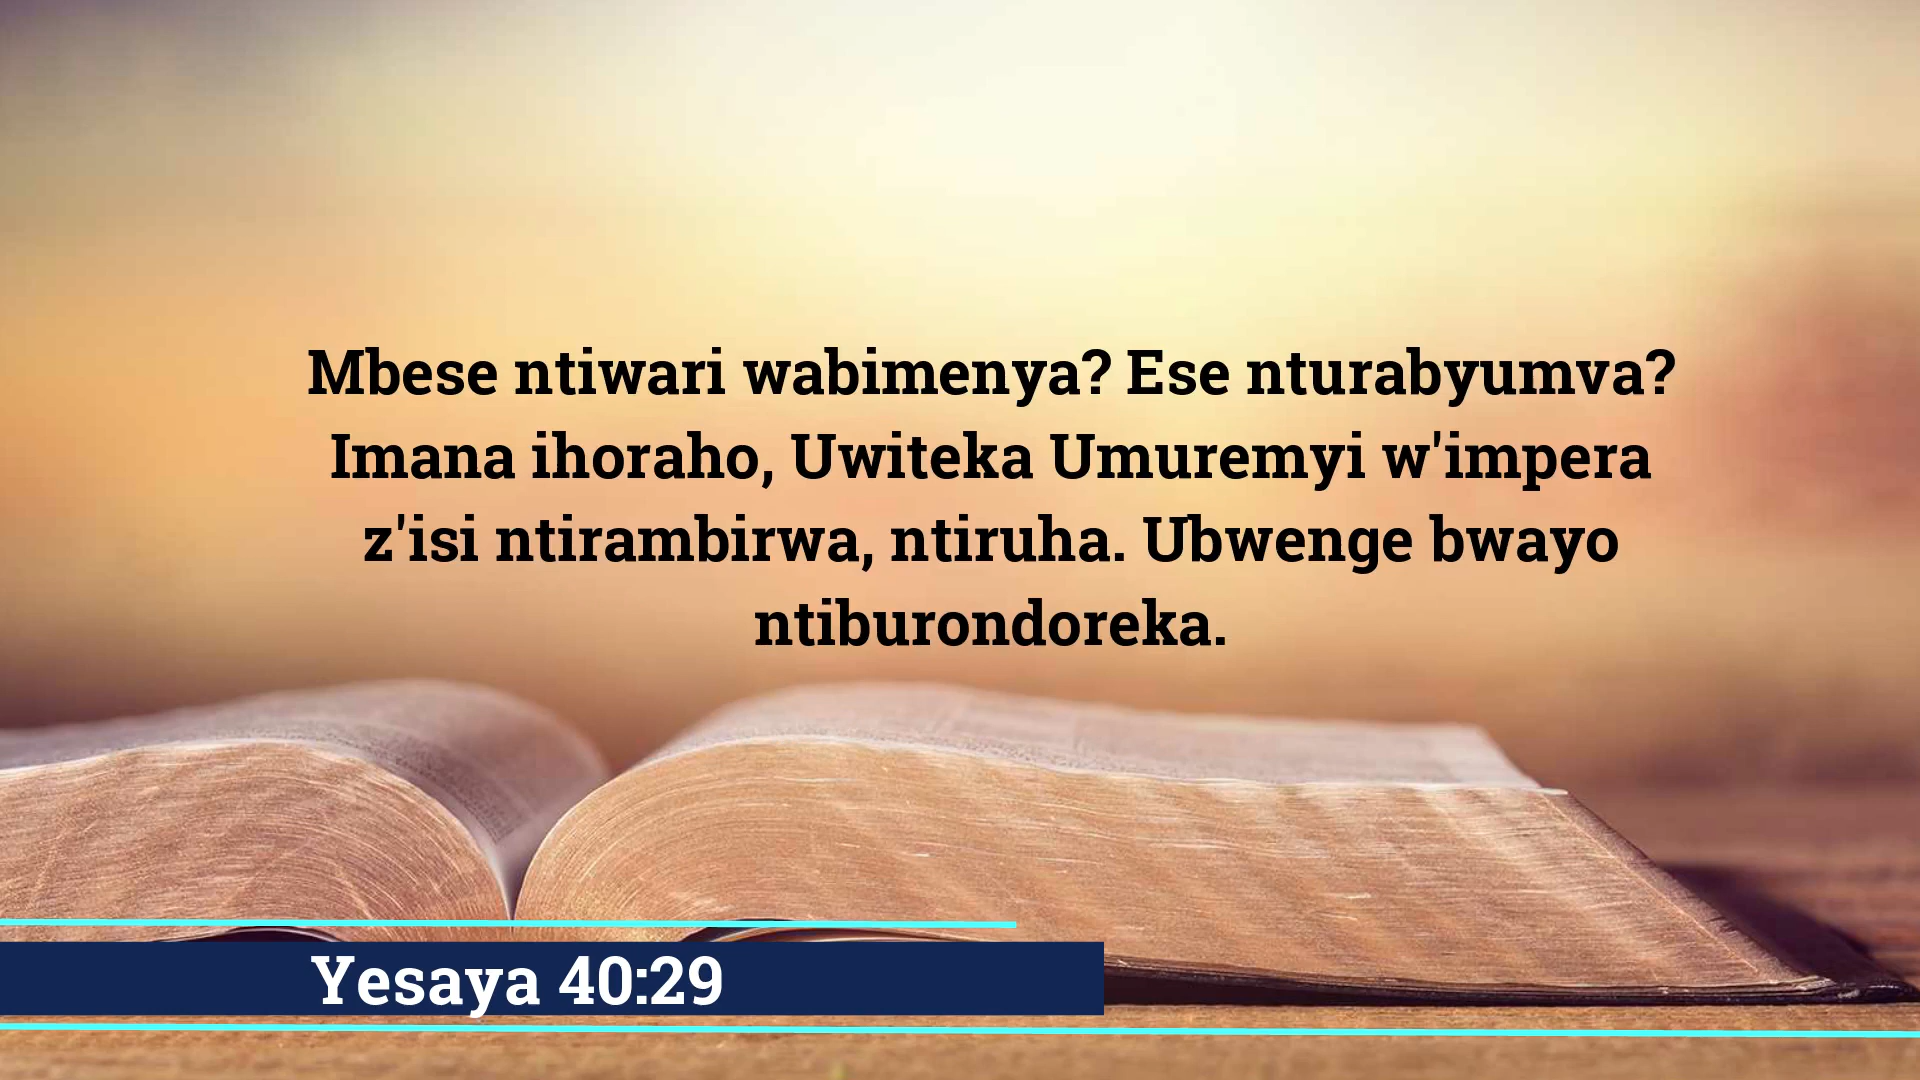 Mbese ntiwari wabimenya? Ese nturabyumva?
Imana ihoraho, Uwiteka Umuremyi w'impera
z'isi ntirambirwa, ntiruha. Ubwenge bwayo
ntiburondoreka.
Yesaya 40:29